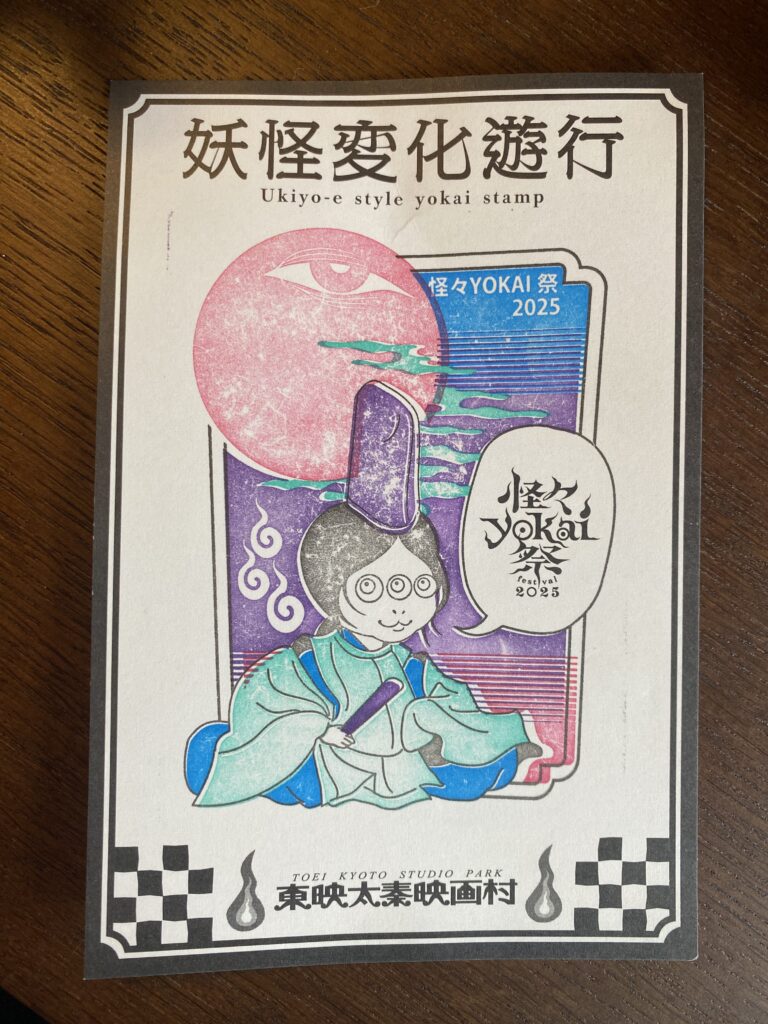 妖怪変化遊行
Ukiyo-e style yokai stamp
怪々YOKAI 祭
2025
怪々
yokai
祭
festival
2025
TOEI KYOTO STUDIO PARK
東映太秦映画村